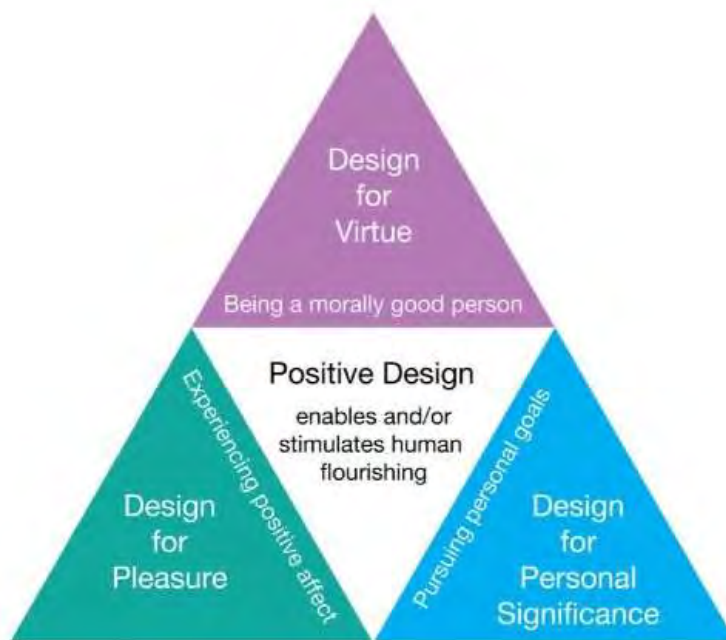 Design
for
Virtue
Being a morally good person
Positive Design
enables and/or
stimulates human
flourishing
Experiencing positive affect
Design
for
Pleasure
Pursuing personal goals
Design
for
Personal
Significance